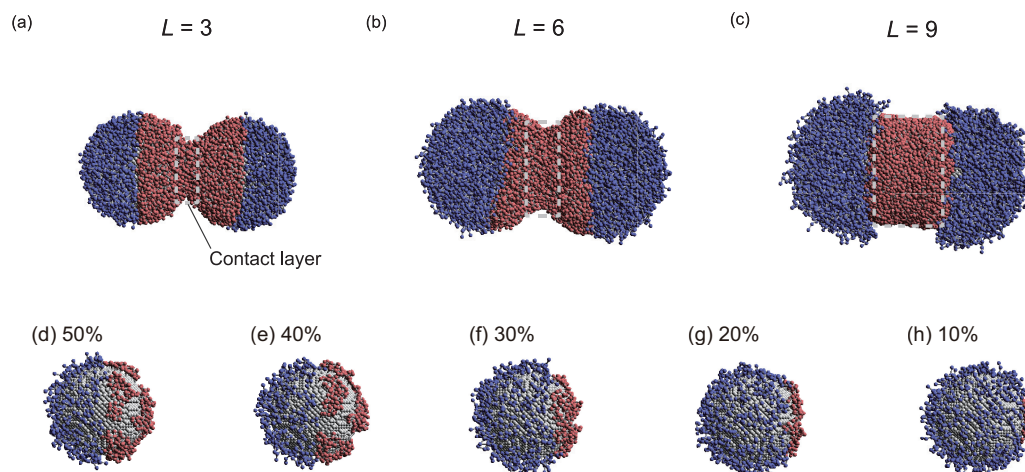 (a) L = 3
(b) L = 6
(c) L = 9
Contact layer
(d) 50%
(e) 40%
(f) 30%
(g) 20%
(h) 10%